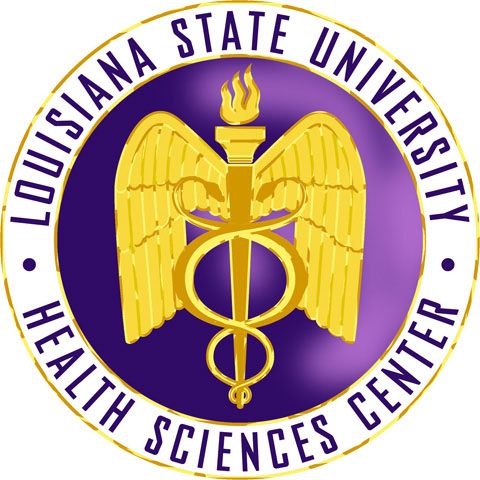 LOUISIANA STATE UNIVERSITY
• HEALTH SCIENCES CENTER •